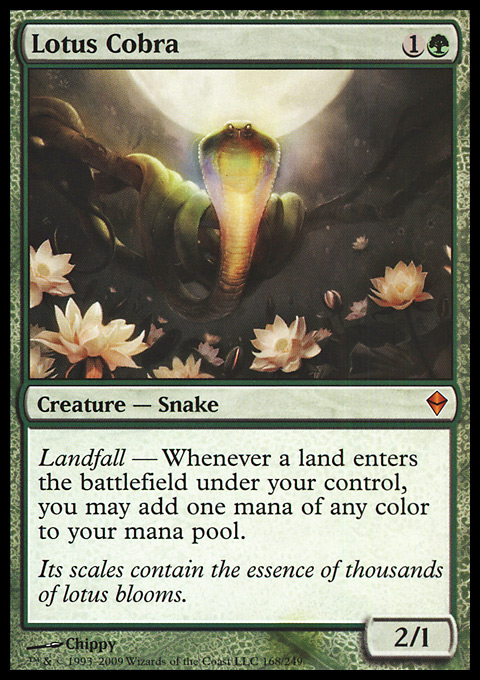 Lotus Cobra 1
Creature — Snake
Landfall — Whenever a land enters
the battlefield under your control,
you may add one mana of any color
to your mana pool.
Its scales contain the essence of thousands
of lotus blooms.
Chippy
™ & © 1993–2009 Wizards of the Coast LLC 168/249
2/1